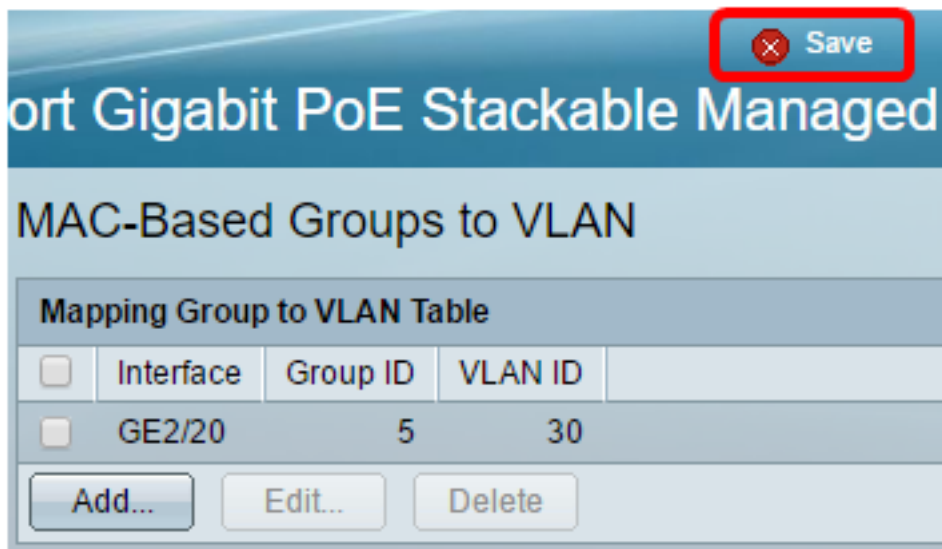 Save
ort Gigabit PoE Stackable Managed
MAC-Based Groups to VLAN
Mapping Group to VLAN Table
Interface Group ID VLAN ID
GE2/20 5 30
Add... Edit... Delete